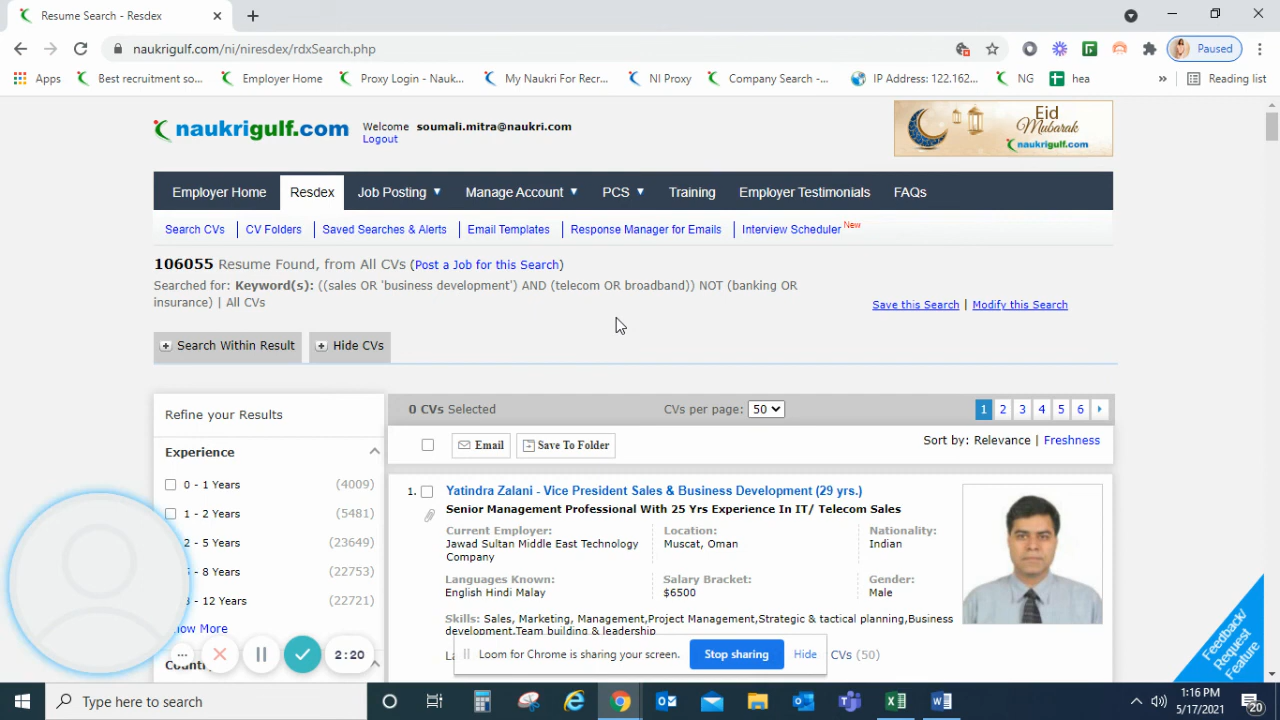 Resume Search - Resdex
naukrigulf.com/ni/niresdex/rdxSearch.php
Paused
Apps Best recruitment so... Employer Home Proxy Login - Nauk... My Naukri For Recr... NI Proxy Company Search -... IP Address: 122.162... NG hea » Reading list
naukrigulf.com Welcome soumali.mitra@naukri.com
Logout
Eid
Mubarak
naukrigulf.com
Employer Home Resdex Job Posting Manage Account PCS Training Employer Testimonials FAQs
Search CVs | CV Folders | Saved Searches & Alerts | Email Templates | Response Manager for Emails | Interview Scheduler New
106055 Resume Found, from All CVs (Post a Job for this Search)
Searched for: Keyword(s): ((sales OR 'business development') AND (telecom OR broadband)) NOT (banking OR
insurance) | All CVs
Save this Search | Modify this Search
Search Within Result Hide CVs
Refine your Results
0 CVs Selected CVs per page: 50 1 2 3 4 5 6
Experience
Email Save To Folder Sort by: Relevance | Freshness
0 - 1 Years (4009)
1 - 2 Years (5481)
2 - 5 Years (23649)
- 8 Years (22753)
- 12 Years (22721)
how More
Count
1. Yatindra Zalani - Vice President Sales & Business Development (29 yrs.)
Senior Management Professional With 25 Yrs Experience In IT/ Telecom Sales
Current Employer: Location: Nationality:
Jawad Sultan Middle East Technology Muscat, Oman Indian
Company
Languages Known: Salary Bracket: Gender:
English Hindi Malay $6500 Male
Skills: Sales, Marketing, Management,Project Management,Strategic & tactical planning,Business
development,Team building & leadership
La
CVs (50)
Loom for Chrome is sharing your screen. Stop sharing Hide
2:20
Feedback/
Request
Feature
Type here to search
1:16 PM
5/17/2021
20